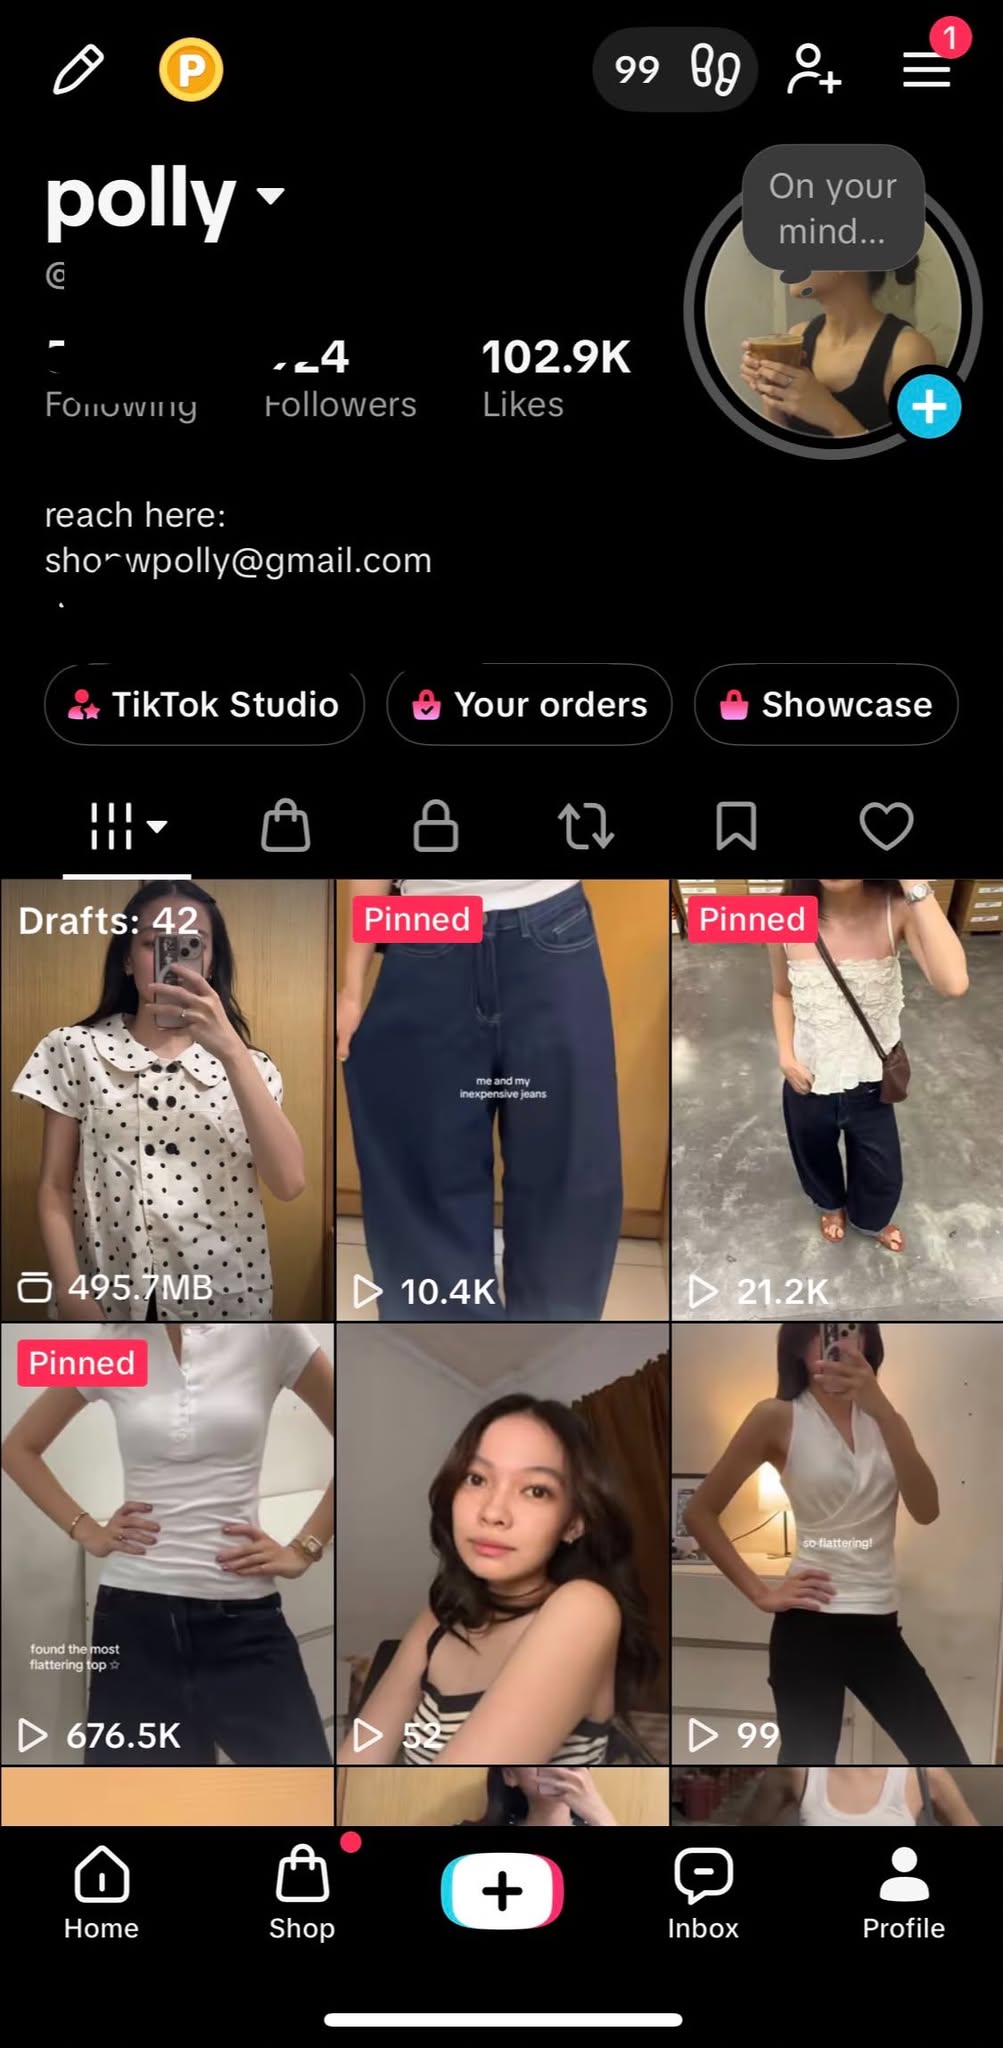 P
99
1
On your
mind...
polly
@
24
102.9K
Following
Followers
Likes
reach here:
Drafts: 42
Pinned
Pinned
TikTok Studio
Your orders
Showcase
me and my
inexpensive jeans
495.7MB
10.4K
21.2K
Pinned
found the most
flattering top ☆
so flattering!
676.5K
52
99
Home
Shop
Inbox
Profile